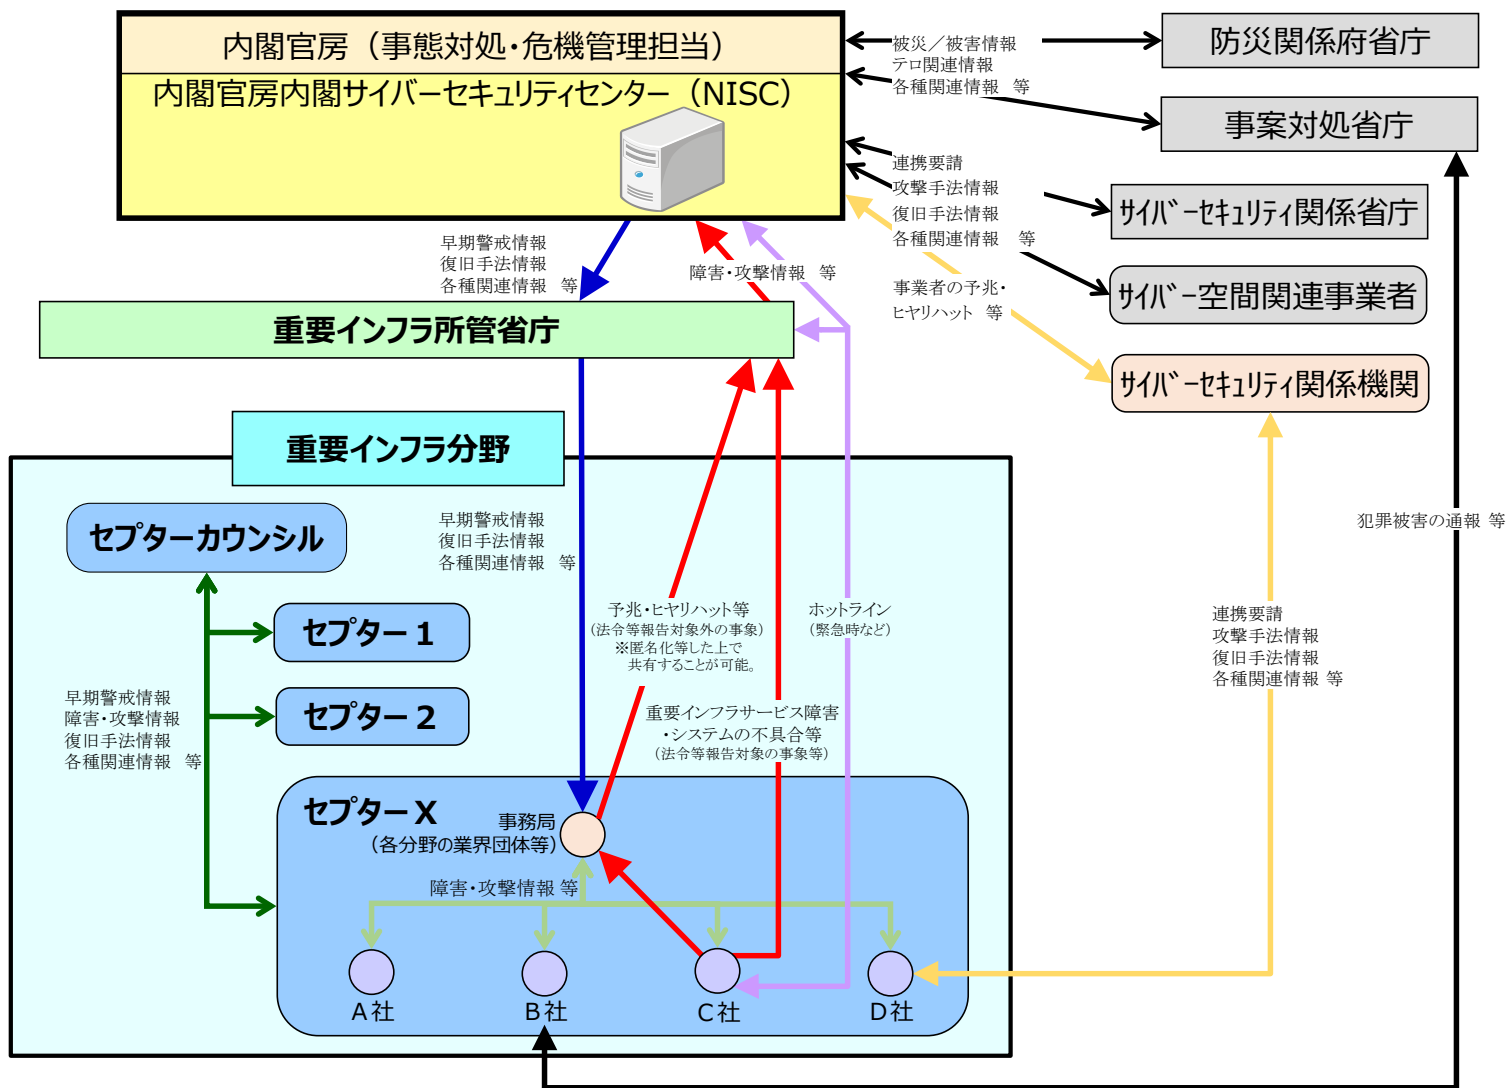 内閣官房（事態対処・危機管理担当）
内閣官房内閣サイバーセキュリティセンター（NISC）
被災／被害情報
テロ関連情報
各種関連情報　等
防災関係府省庁
事案対処省庁
連携要請
攻撃手法情報
復旧手法情報
各種関連情報　等
サイバーセキュリティ関係省庁
サイバー空間関連事業者
事業者の予兆・
ヒヤリハット　等
サイバーセキュリティ関係機関
早期警戒情報
復旧手法情報
各種関連情報　等
障害・攻撃情報　等
重要インフラ所管省庁
重要インフラ分野
セプターカウンシル
早期警戒情報
復旧手法情報
各種関連情報　等
犯罪被害の通報 等
セプター１
セプター２
早期警戒情報
障害・攻撃情報
復旧手法情報
各種関連情報　等
予兆・ヒヤリハット等
（法令等報告対象外の事象）
※匿名化等した上で
共有することが可能。
ホットライン
（緊急時など）
連携要請
攻撃手法情報
復旧手法情報
各種関連情報 等
重要インフラサービス障害
・システムの不具合等
（法令等報告対象の事象等）
セプターX
事務局
（各分野の業界団体等）
障害・攻撃情報 等
A社
B社
C社
D社